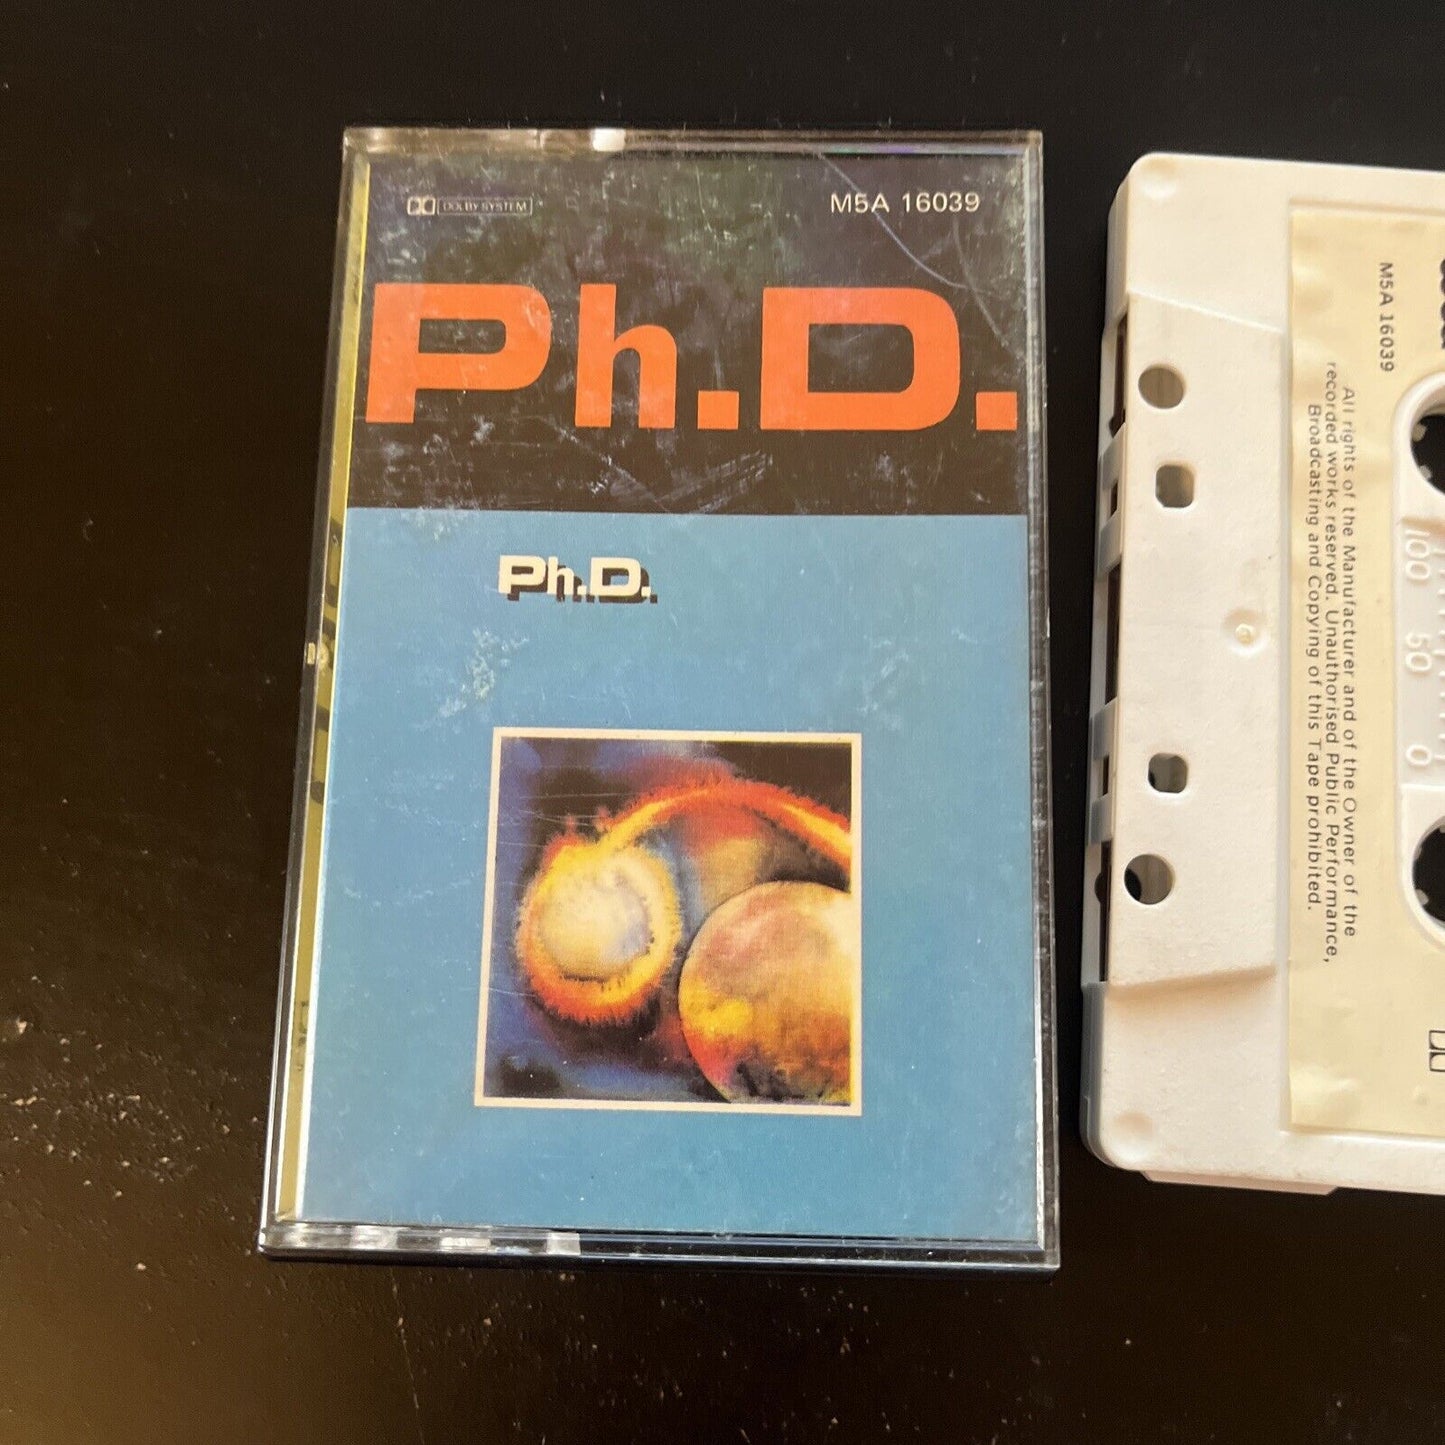 DOLBY SYSTEM
M5A 16039
Ph.D.
Ph.D.
M5A 16039
All rights of the Manufacturer and of the Owner of the
recorded works reserved. Unauthorised Public Performance,
Broadcasting and Copying of this Tape prohibited.
100 50 0